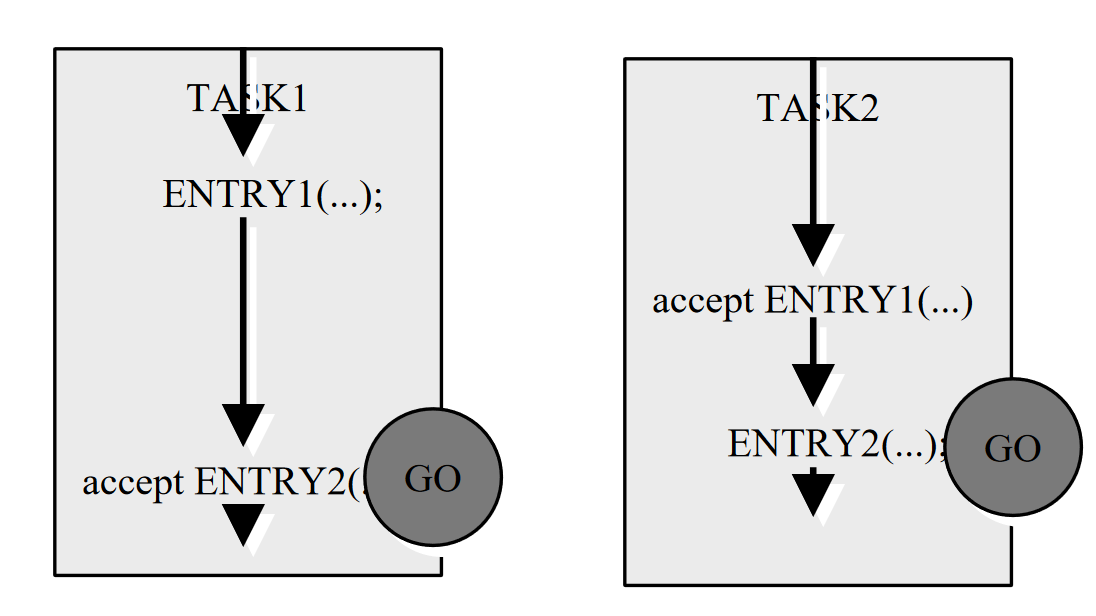 TASK1
ENTRY1(...);
accept ENTRY2(
GO
TASK2
accept ENTRY1(...)
ENTRY2(...);
GO